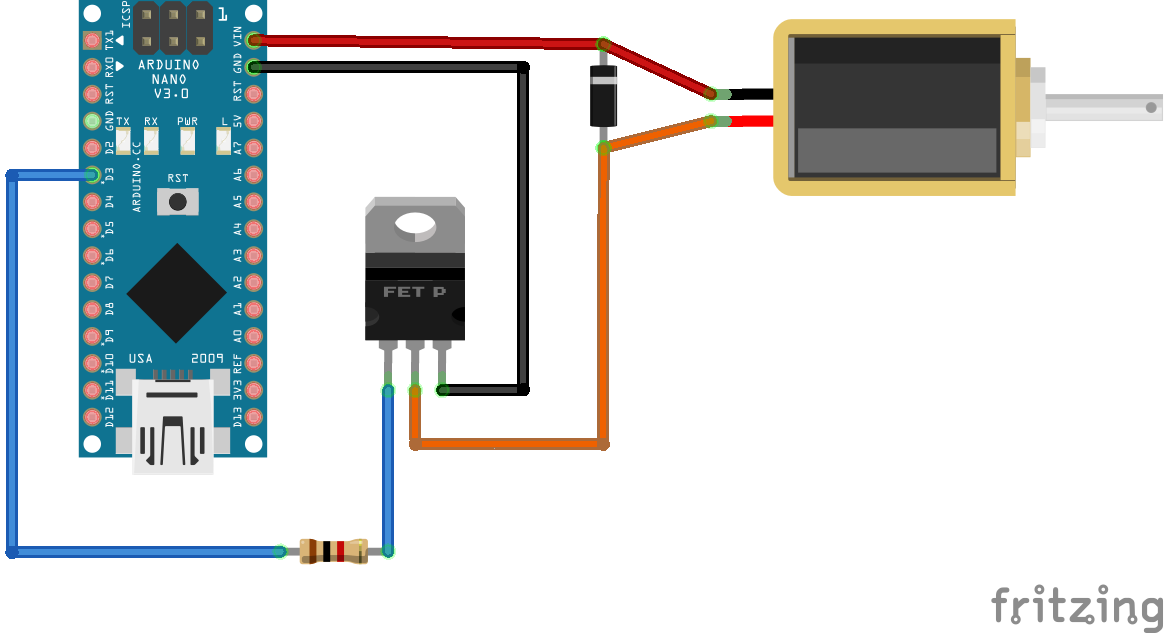 ICSP
1
TX1
RX0
RST
GND
D2
D3
D4
D5
D6
D7
D8
D9
D10
D11
D12
VIN
GND
RST
5V
A7
A6
A5
A4
A3
A2
A1
A0
REF
3V3
D13
ARDUINO
NANO
V3.0
TX RX PWR L
ARDUINO.CC
RST
USA 2009
FET P
fritzing